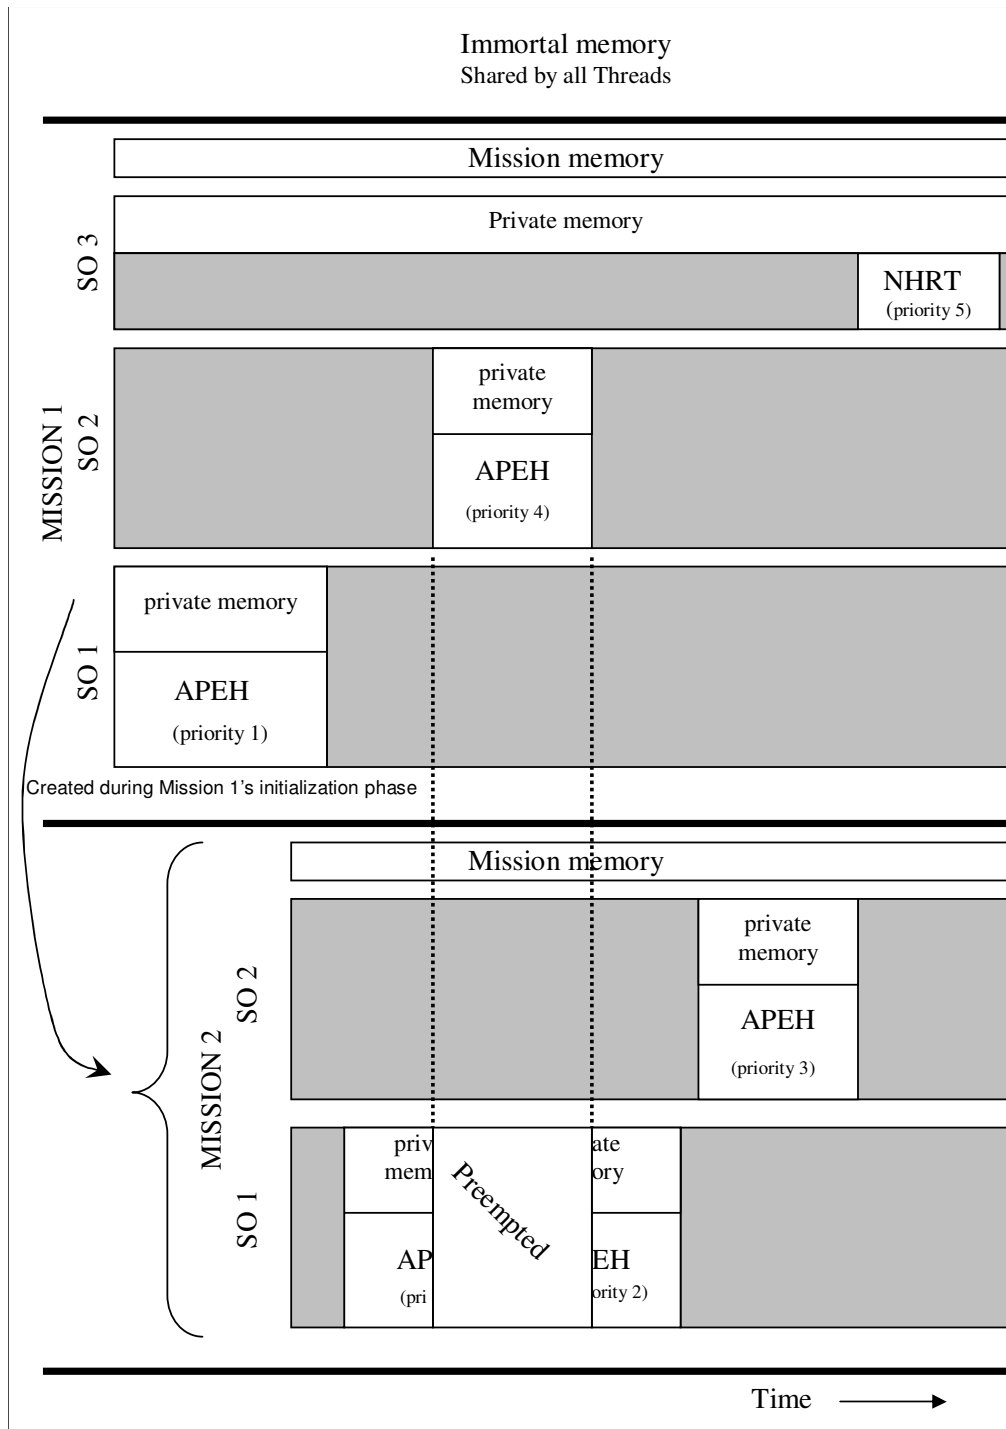 Immortal memory
Shared by all Threads
Mission memory
Private memory
SO 3
NHRT
(priority 5)
MISSION 1
SO 2
private
memory
APEH
(priority 4)
SO 1
private memory
APEH
(priority 1)
Created during Mission 1's initialization phase
Mission memory
MISSION 2
SO 2
private
memory
APEH
(priority 3)
SO 1
priv
ate
mem
ory
Preempted
AP
EH
(pri
ority 2)
Time